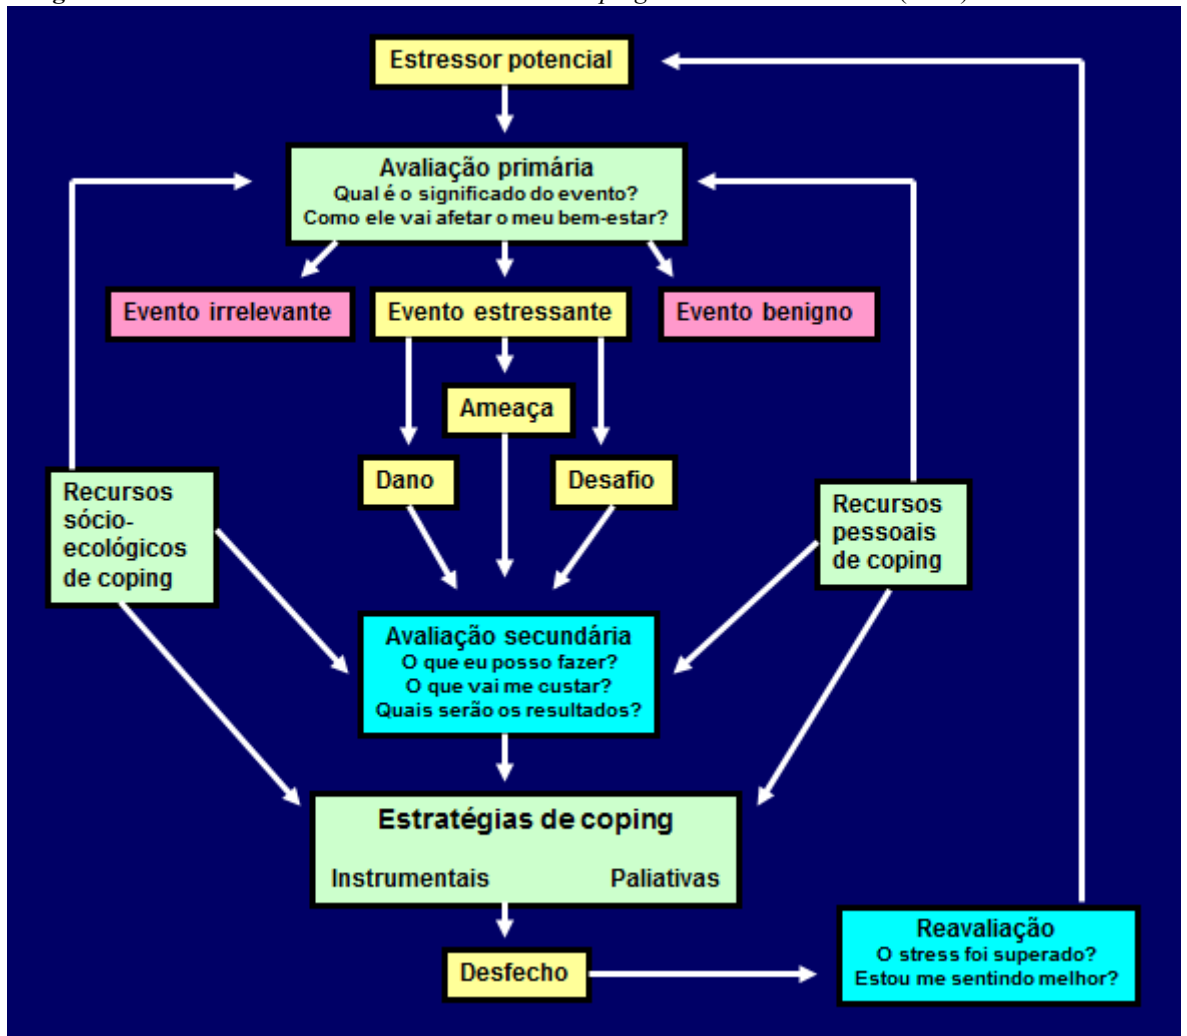 Estressor potencial
Avaliação primária
Qual é o significado do evento?
Como ele vai afetar o meu bem-estar?
Evento irrelevante
Evento estressante
Evento benigno
Ameaça
Dano
Desafio
Recursos
sócio-
ecológicos
de coping
Recursos
pessoais
de coping
Avaliação secundária
O que eu posso fazer?
O que vai me custar?
Quais serão os resultados?
Estratégias de coping
Instrumentais
Paliativas
Desfecho
Reavaliação
O stress foi superado?
Estou me sentindo melhor?